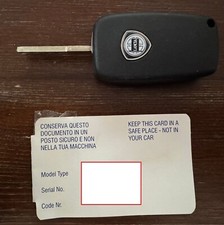 CONSERVA QUESTO
DOCUMENTO IN UN
POSTO SICURO E NON
NELLA TUA MACCHINA
KEEP THIS CARD IN A
SAFE PLACE - NOT IN
YOUR CAR
Model Type
Serial No.
Code Nr.